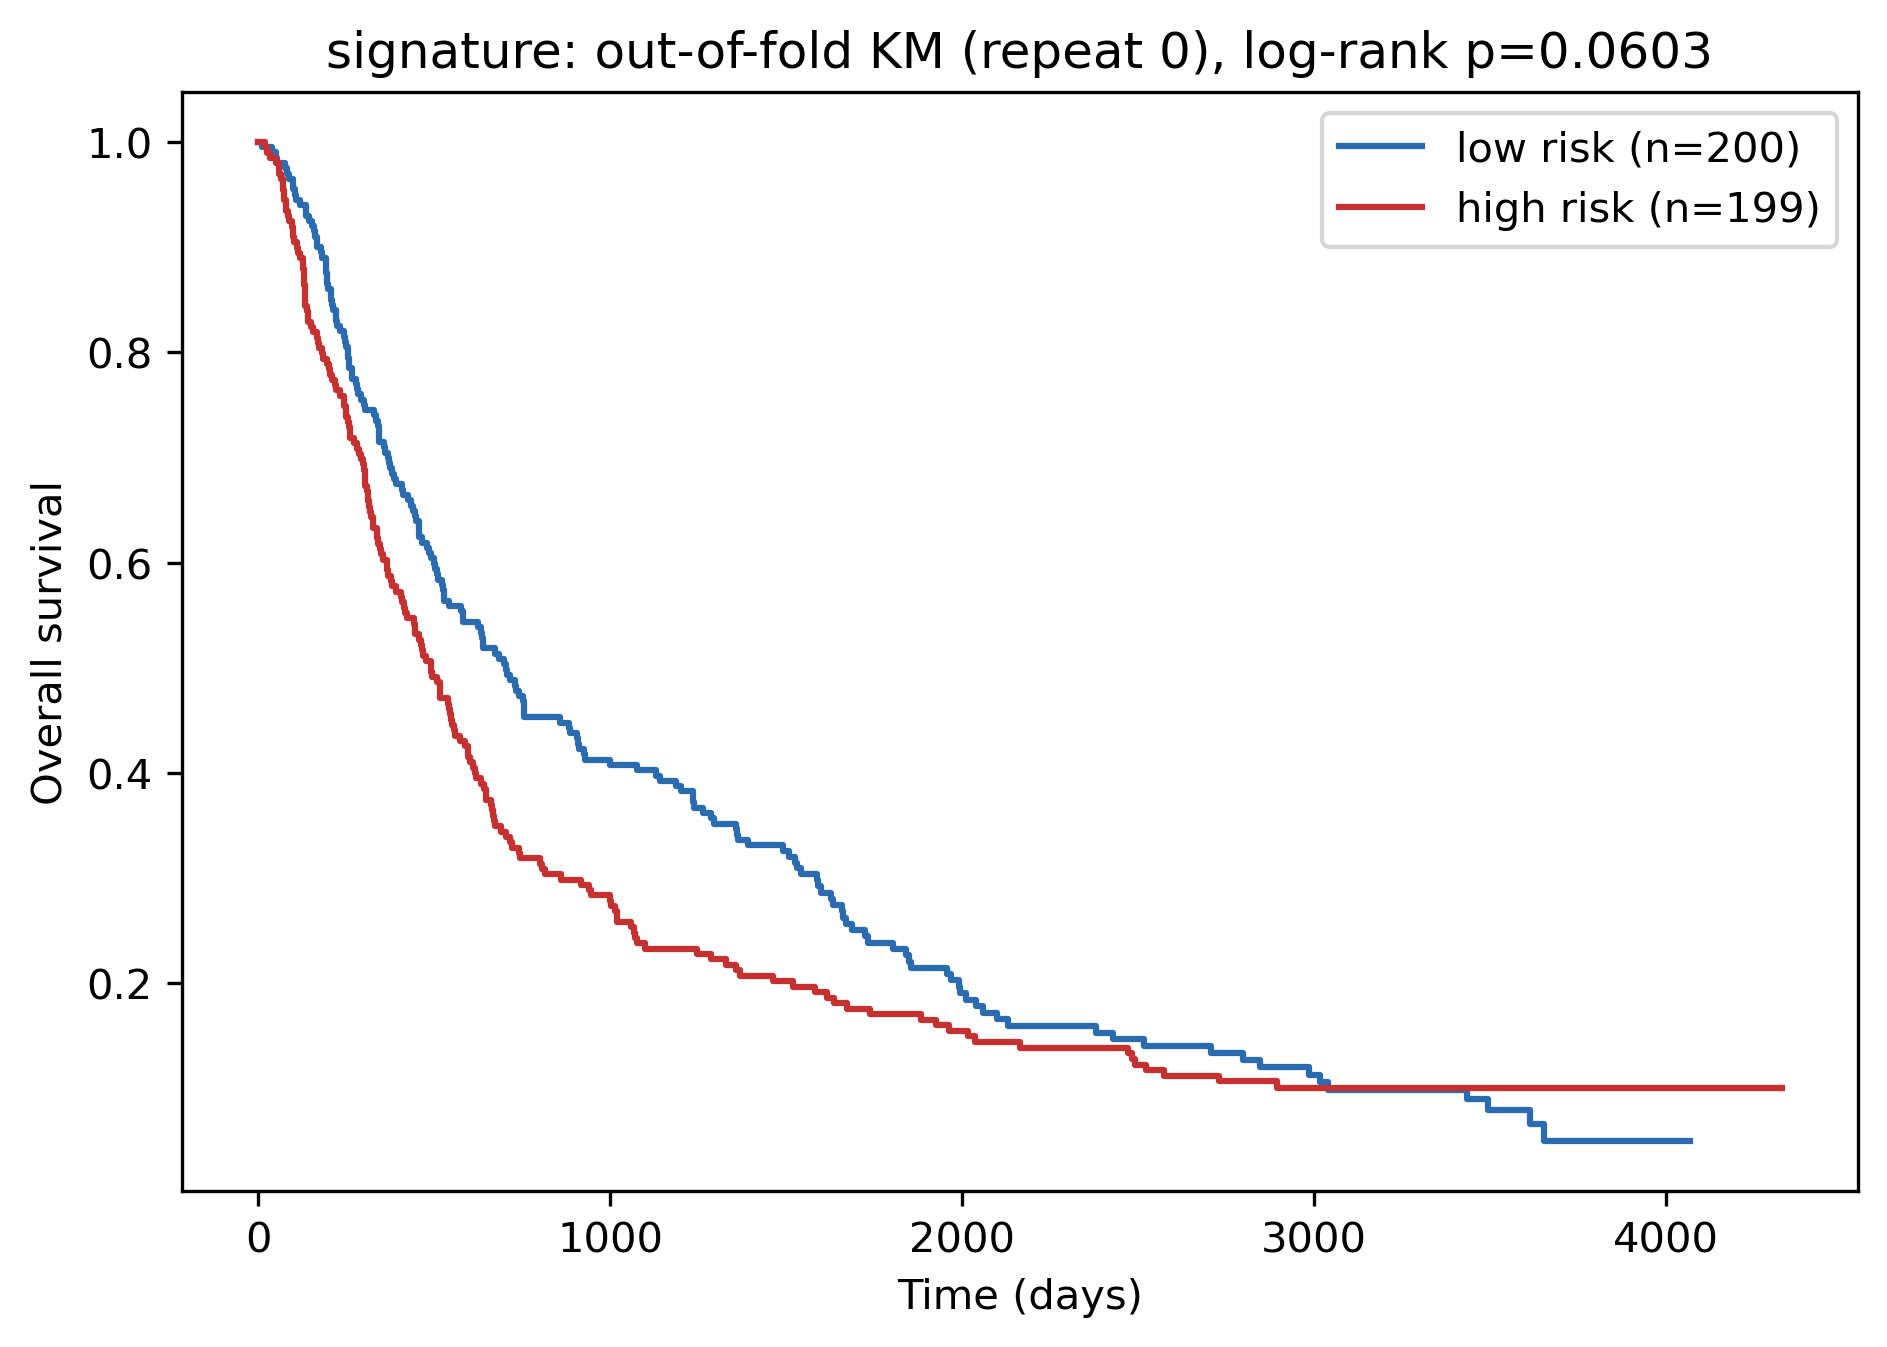 signature: out-of-fold KM (repeat 0), log-rank p=0.0603
low risk (n=200)
high risk (n=199)
Overall survival
1.0
0.8
0.6
0.4
0.2
0
1000
2000
3000
4000
Time (days)